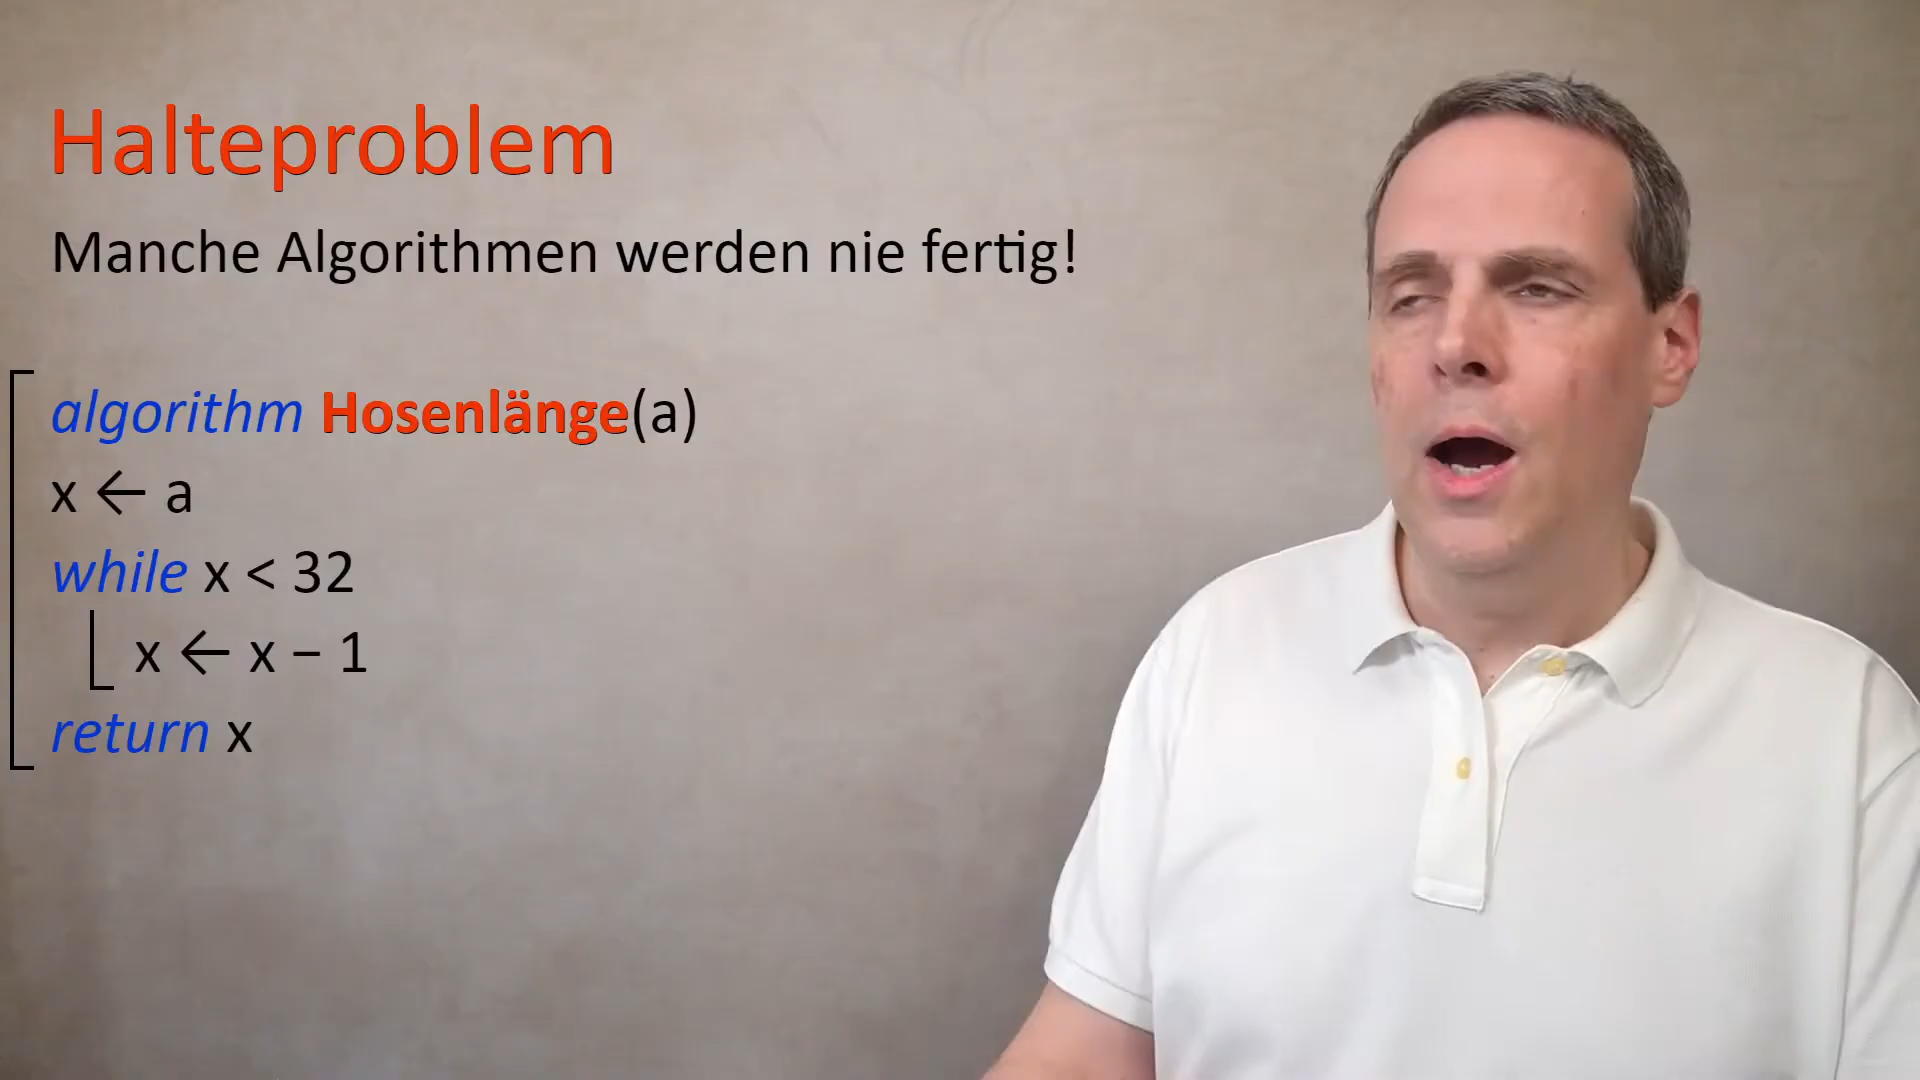 Halteproblem
Manche Algorithmen werden nie fertig!
algorithm Hosenlänge(a)
x ← a
while x < 32
x ← x − 1
return x